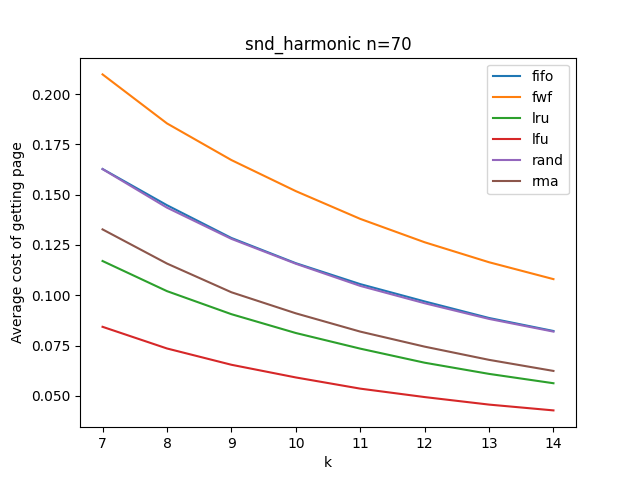 snd_harmonic n=70
Average cost of getting page
0.200
0.175
0.150
0.125
0.100
0.075
0.050
7 8 9 10 11 12 13 14
k
fifo
fwf
lru
lfu
rand
rma